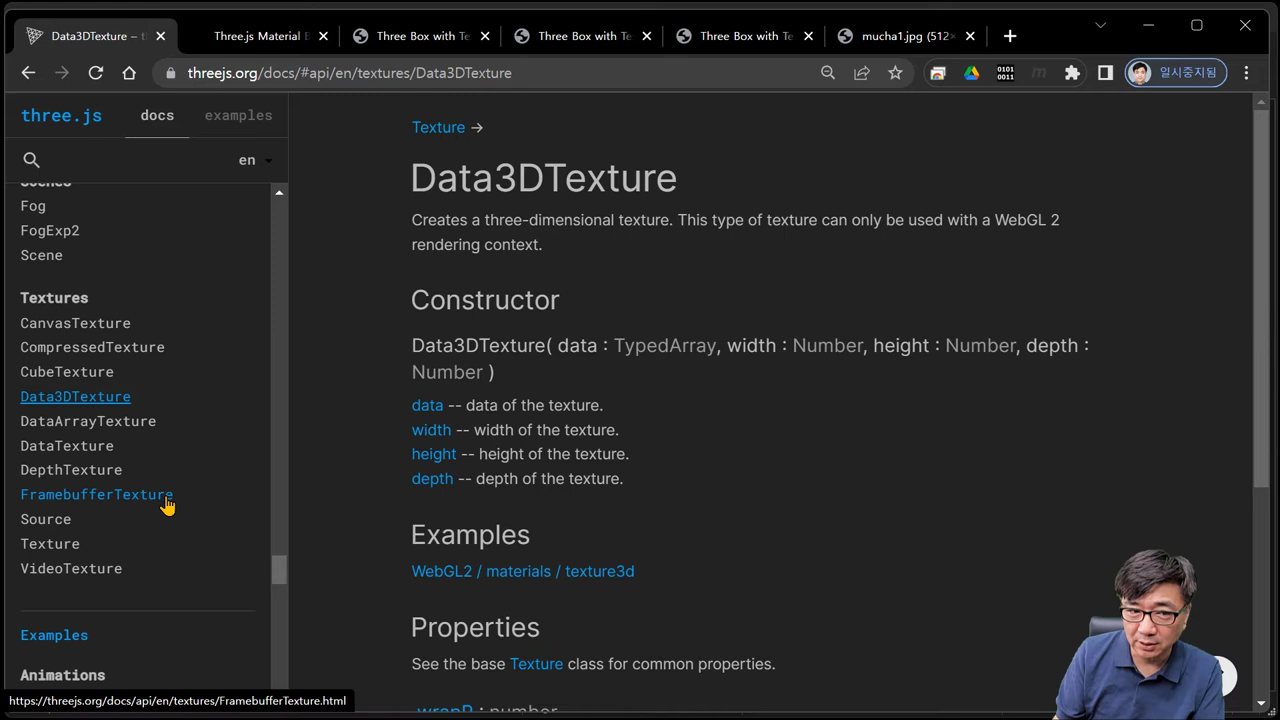 Data3DTexture – t
Three.js Material B
Three Box with Te
Three Box with Te
Three Box with Te
mucha1.jpg (512×
threejs.org/docs/#api/en/textures/Data3DTexture
0101
0011
m
일시중지됨
three.js
docs
examples
en
Scenes
Fog
FogExp2
Scene
Textures
CanvasTexture
CompressedTexture
CubeTexture
Data3DTexture
DataArrayTexture
DataTexture
DepthTexture
FramebufferTexture
Source
Texture
VideoTexture
Examples
Animations
https://threejs.org/docs/api/en/textures/FramebufferTexture.html
Texture →
Data3DTexture
Creates a three-dimensional texture. This type of texture can only be used with a WebGL 2
rendering context.
Constructor
Data3DTexture( data : TypedArray, width : Number, height : Number, depth :
Number )
data -- data of the texture.
width -- width of the texture.
height -- height of the texture.
depth -- depth of the texture.
Examples
WebGL2 / materials / texture3d
Properties
See the base Texture class for common properties.
.wrapR : number